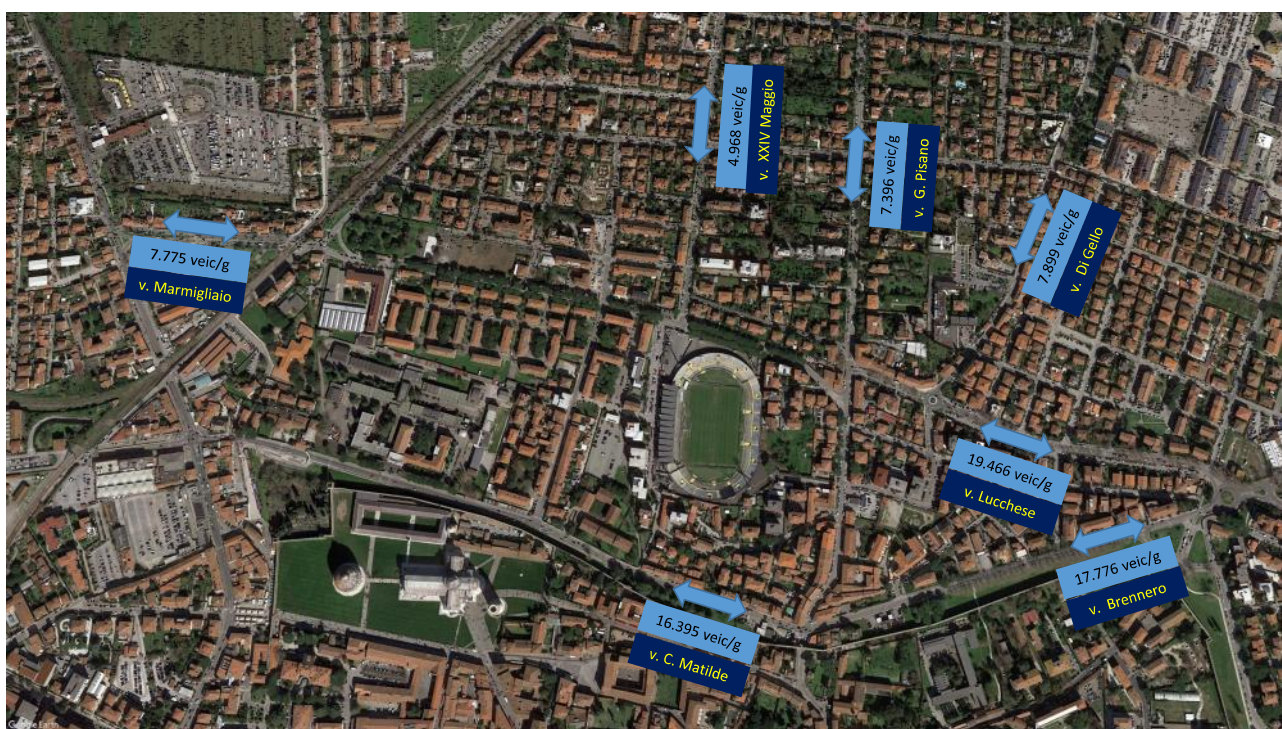 4.968 veic/g
v. XXIV Maggio
7.396 veic/g
v. G. Pisano
7.899 veic/g
v. Di Gello
7.775 veic/g
v. Marmigliaio
19.466 veic/g
v. Lucchese
17.776 veic/g
v. Brennero
16.395 veic/g
v. C. Matilde
Google Earth